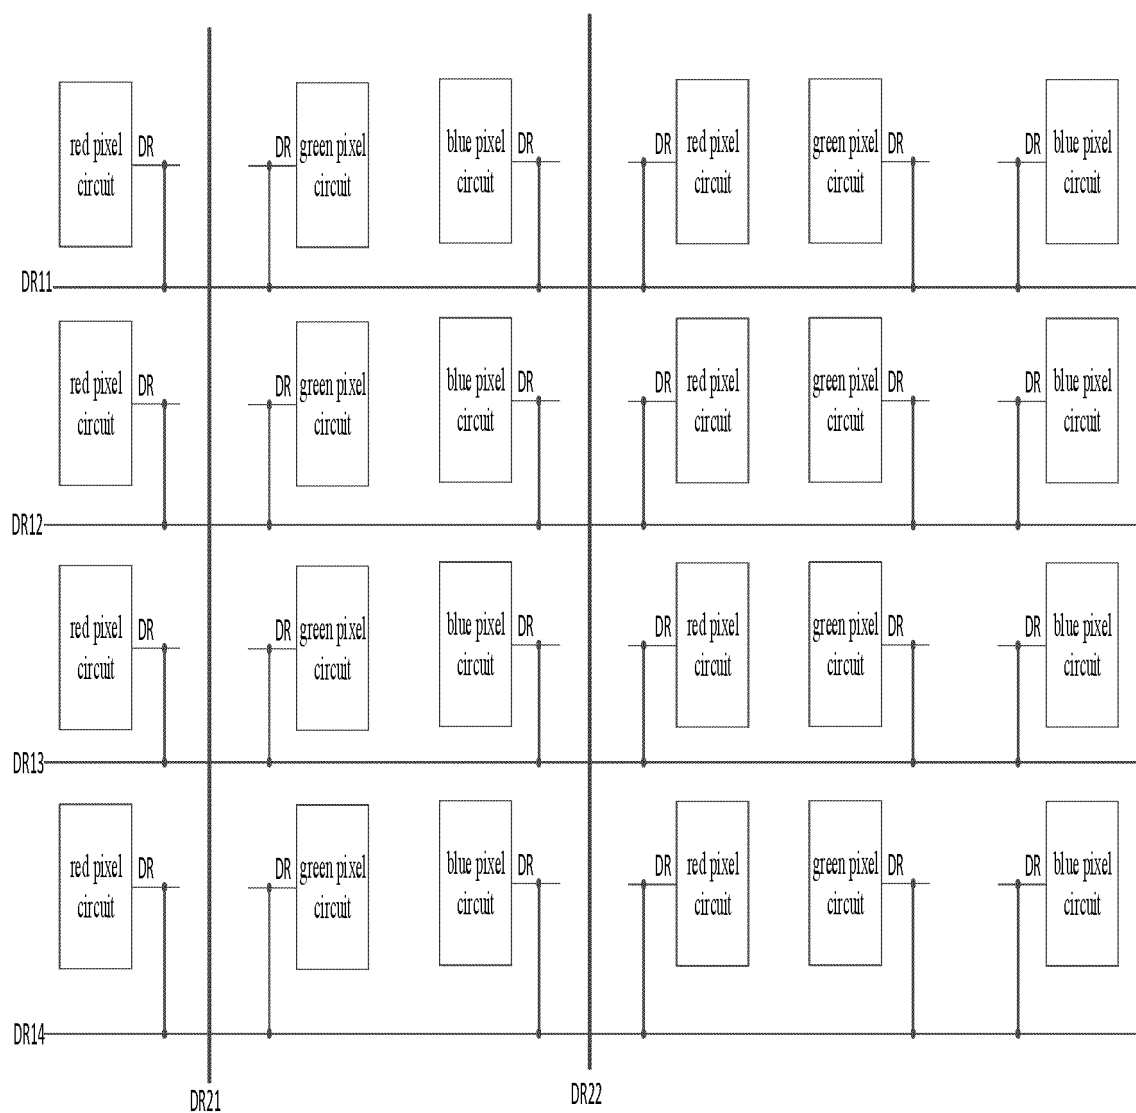 red pixel circuit DR
DR green pixel circuit
blue pixel circuit DR
DR red pixel circuit
green pixel circuit DR
DR blue pixel circuit
DR11
red pixel circuit DR
DR green pixel circuit
blue pixel circuit DR
DR red pixel circuit
green pixel circuit DR
DR blue pixel circuit
DR12
red pixel circuit DR
DR green pixel circuit
blue pixel circuit DR
DR red pixel circuit
green pixel circuit DR
DR blue pixel circuit
DR13
red pixel circuit DR
DR green pixel circuit
blue pixel circuit DR
DR red pixel circuit
green pixel circuit DR
DR blue pixel circuit
DR14
DR21
DR22